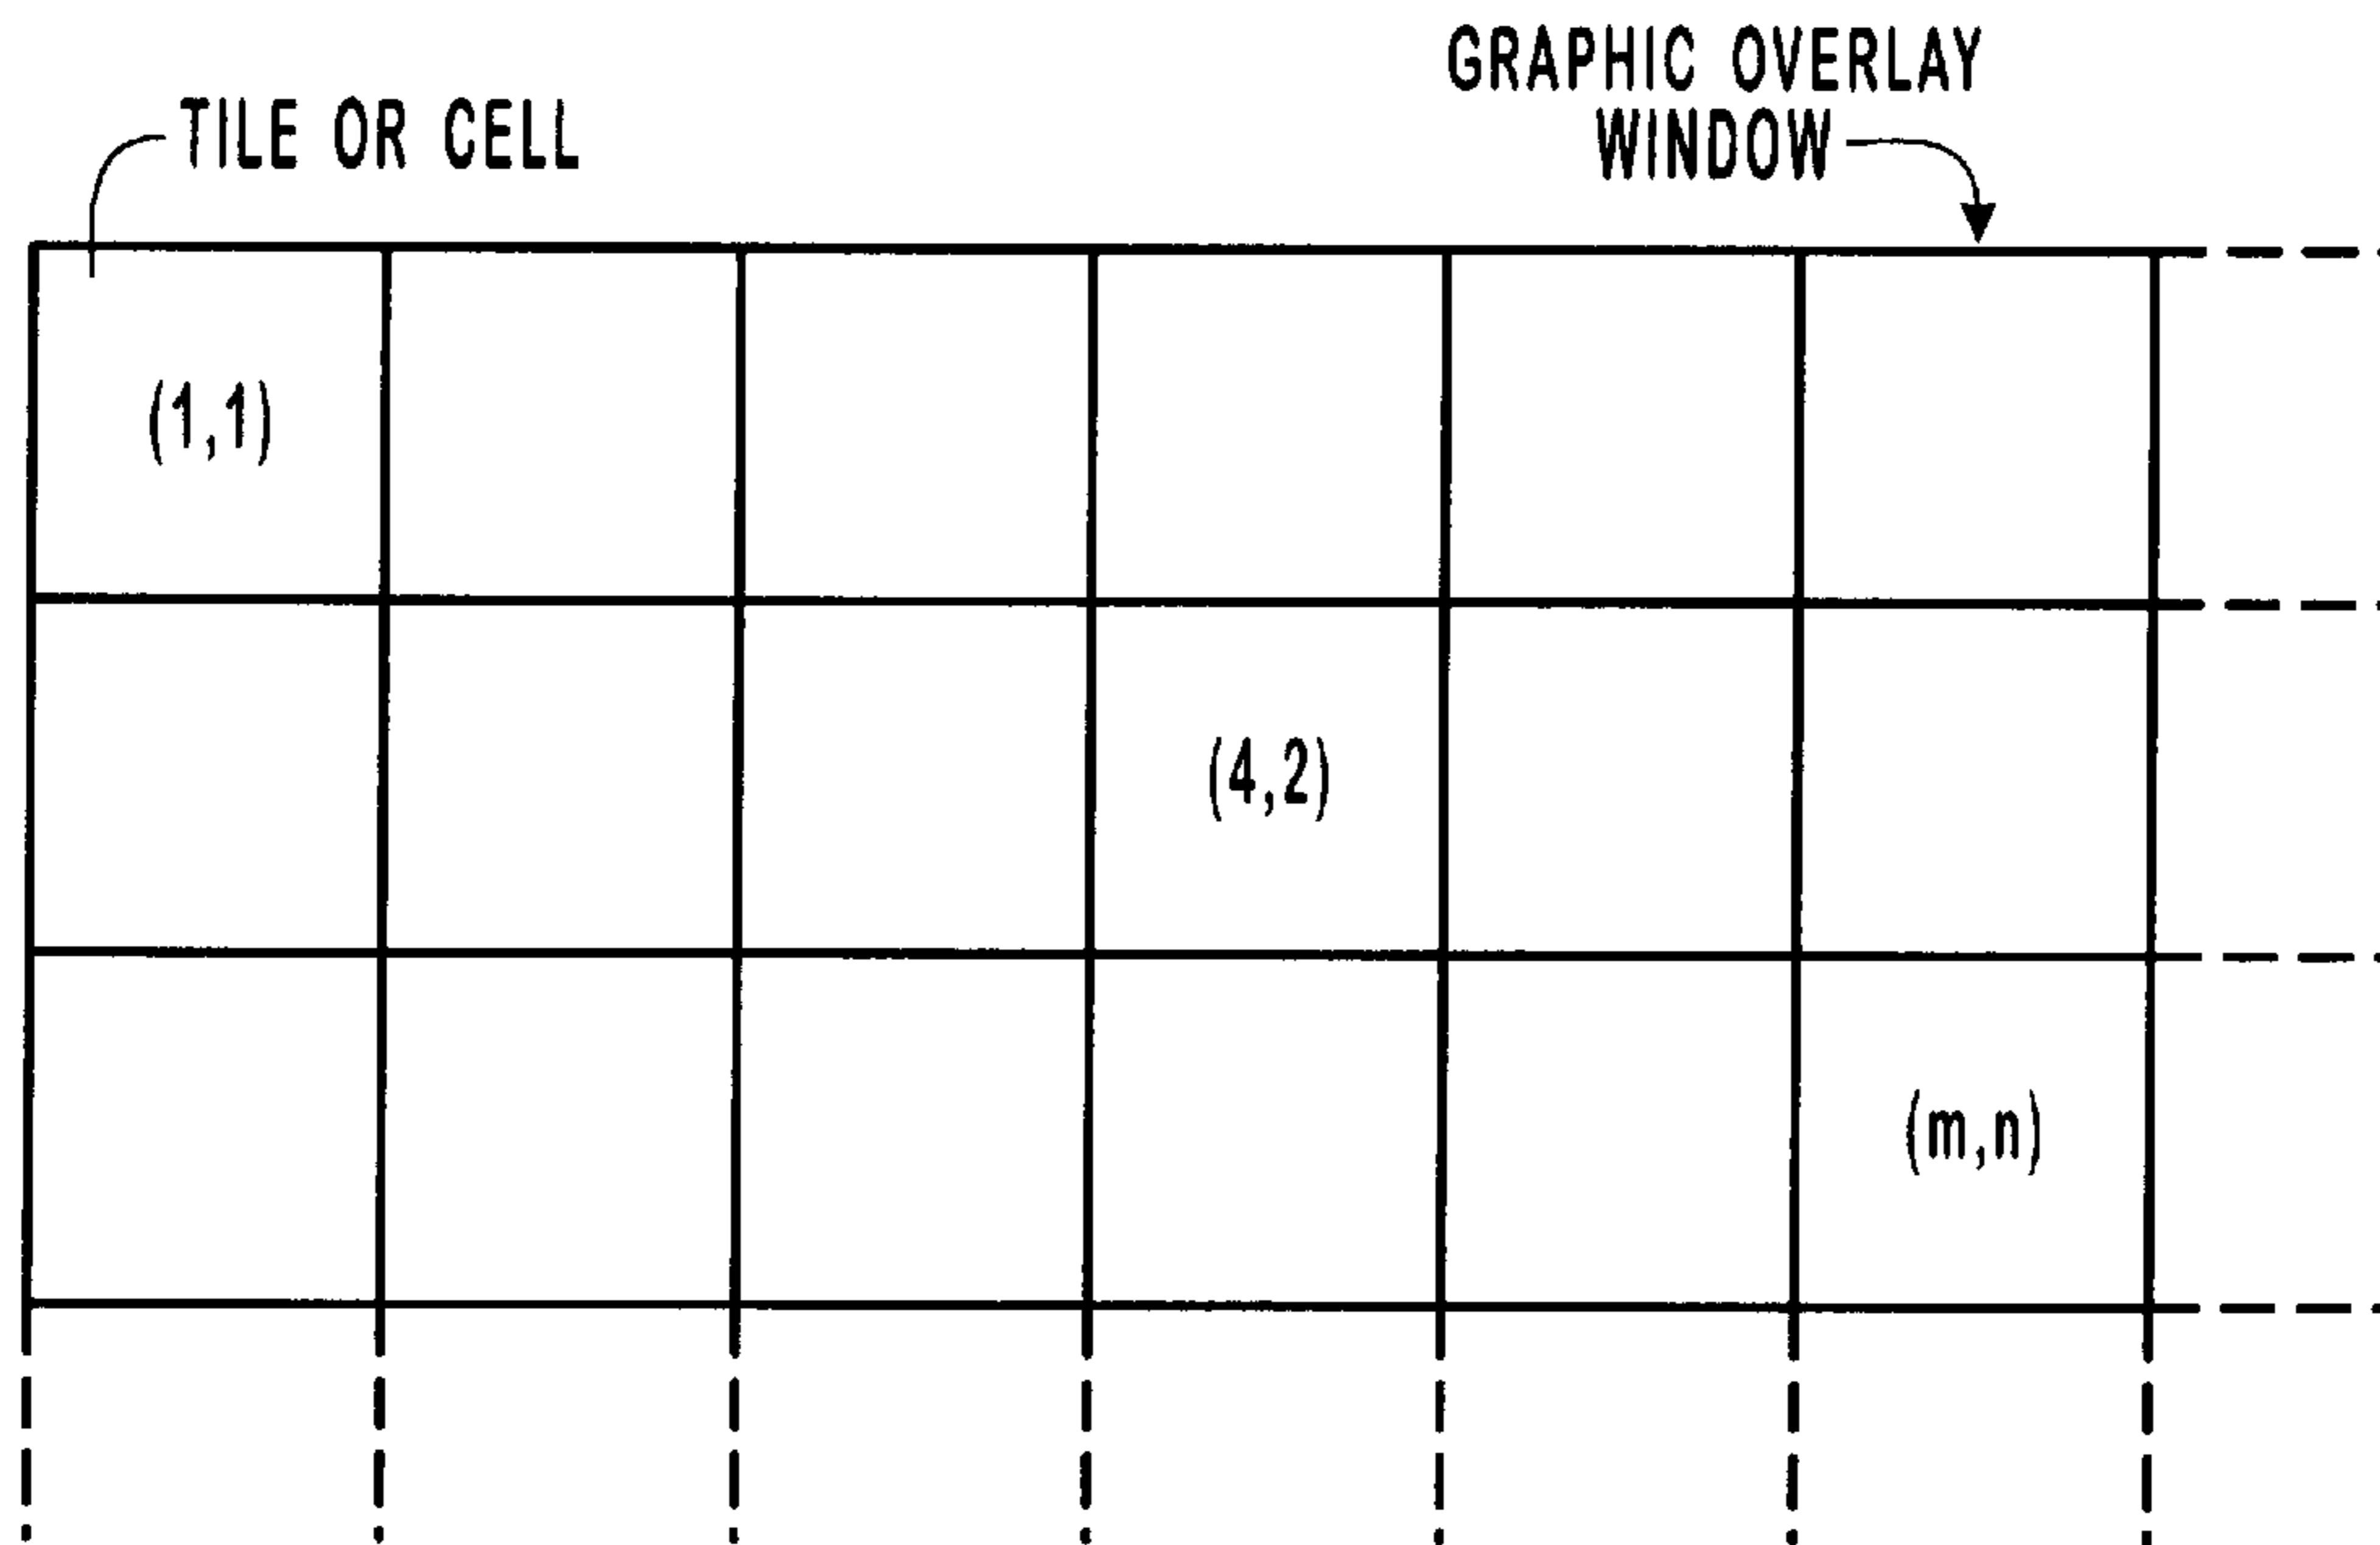 GRAPHIC OVERLAY
WINDOW
TILE OR CELL
(1,1)
(4,2)
(m,n)